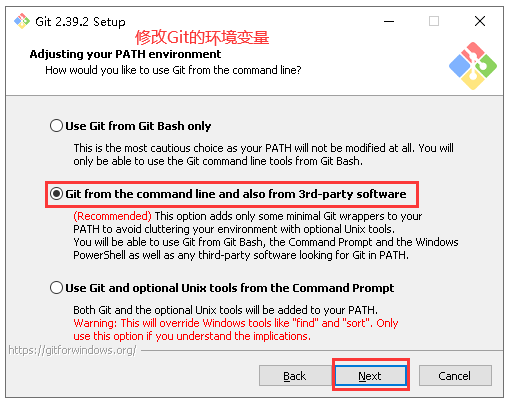 Git 2.39.2 Setup
修改Git的环境变量
Adjusting your PATH environment
How would you like to use Git from the command line?
Use Git from Git Bash only
This is the most cautious choice as your PATH will not be modified at all. You will
only be able to use the Git command line tools from Git Bash.
Git from the command line and also from 3rd-party software
(Recommended) This option adds only some minimal Git wrappers to your
PATH to avoid cluttering your environment with optional Unix tools.
You will be able to use Git from Git Bash, the Command Prompt and the Windows
PowerShell as well as any third-party software looking for Git in PATH.
Use Git and optional Unix tools from the Command Prompt
Both Git and the optional Unix tools will be added to your PATH.
Warning: This will override Windows tools like "find" and "sort". Only
use this option if you understand the implications.
https://gitforwindows.org/
Back
Next
Cancel